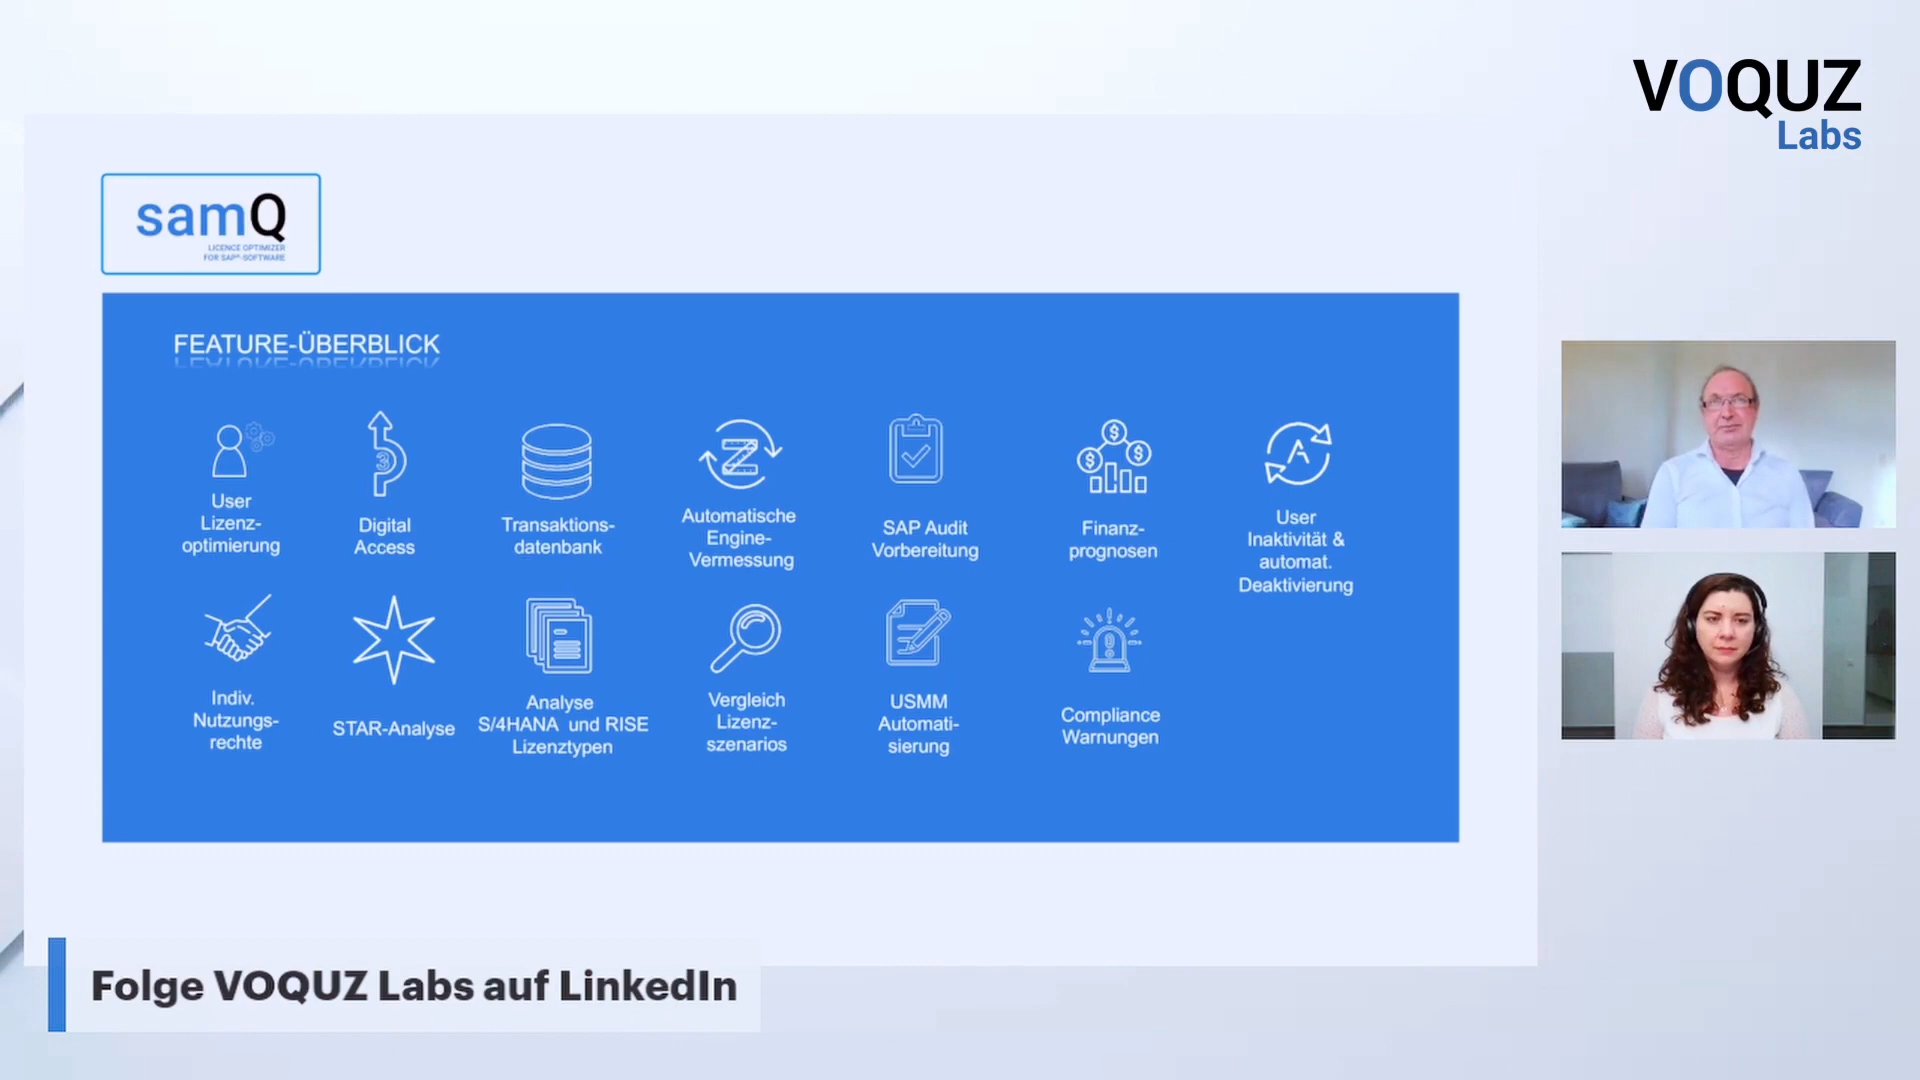 VOQUZ
Labs
samQ
LICENCE OPTIMIZER
FOR SAP®-SOFTWARE
FEATURE-ÜBERBLICK
User
Lizenz-
optimierung
3
Digital
Access
Transaktions-
datenbank
Automatische
Engine-
Vermessung
SAP Audit
Vorbereitung
$
$
$
Finanz-
prognosen
A
User
Inaktivität &
automat.
Deaktivierung
Indiv.
Nutzungs-
rechte
STAR-Analyse
Analyse
S/4HANA und RISE
Lizenztypen
Vergleich
Lizenz-
szenarios
USMM
Automati-
sierung
Compliance
Warnungen
Folge VOQUZ Labs auf LinkedIn